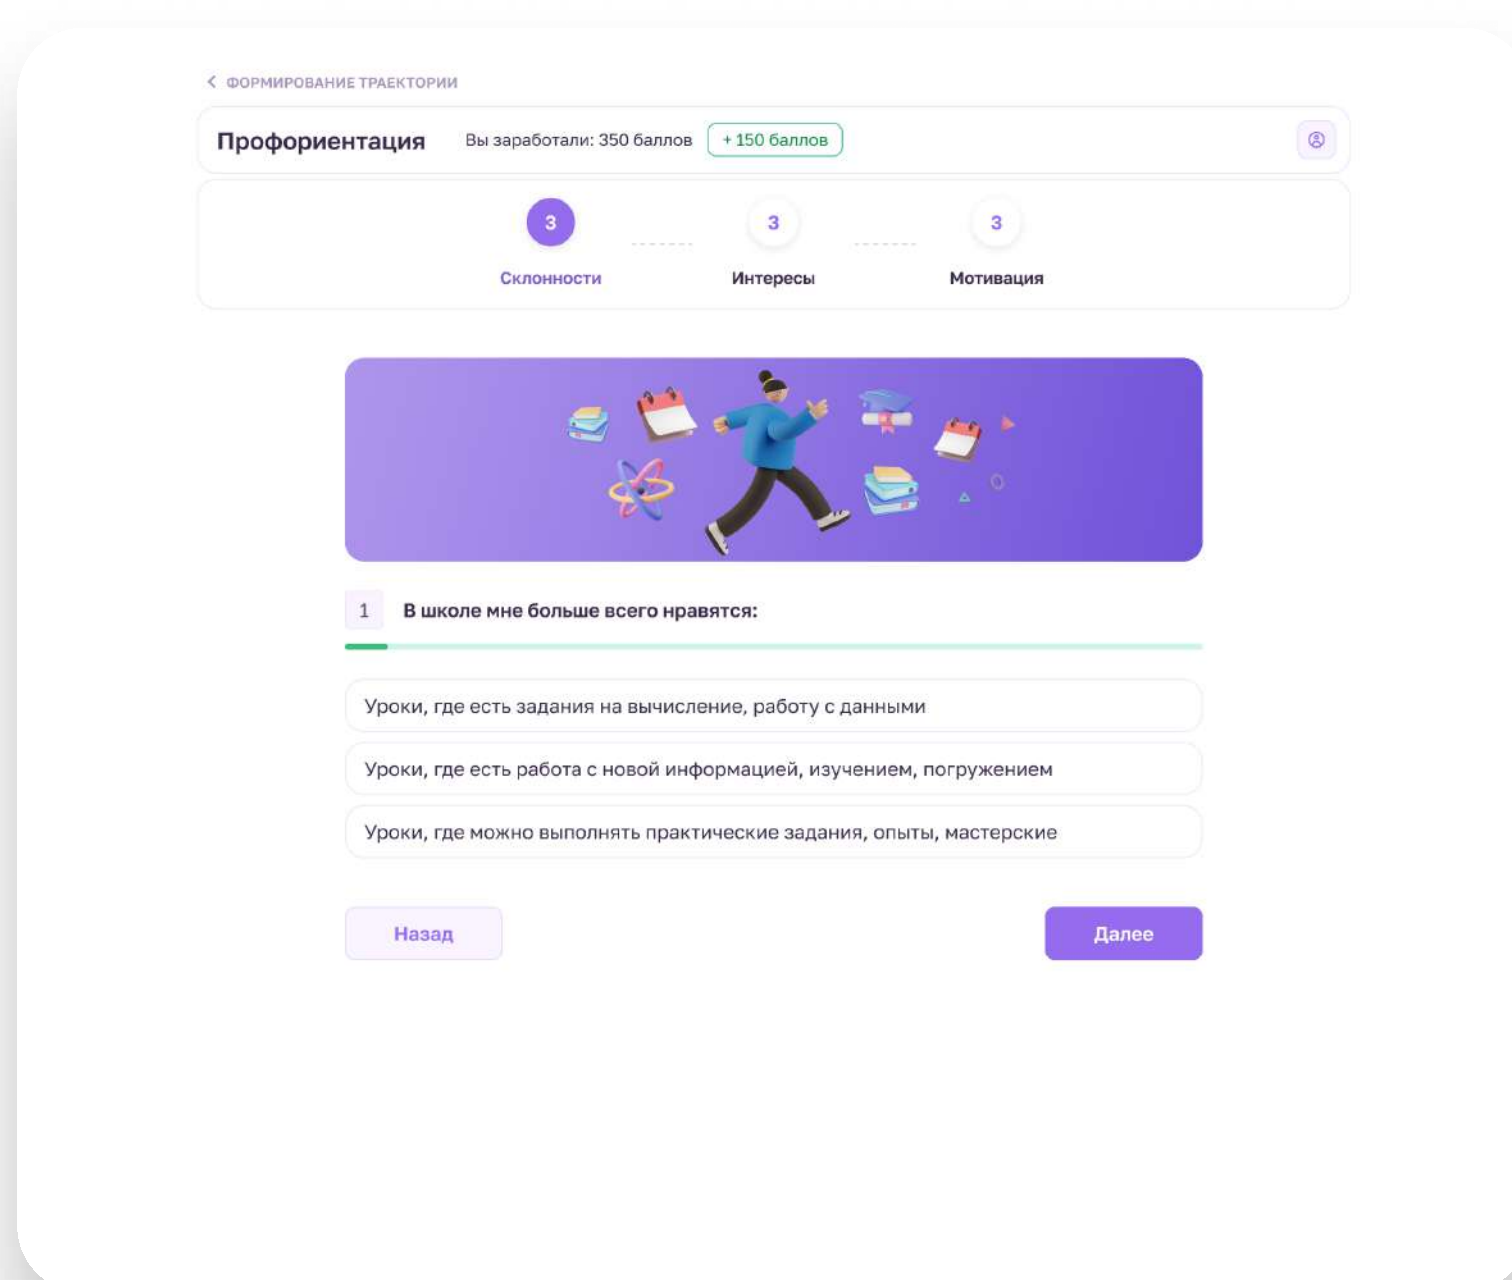 ФОРМИРОВАНИЕ ТРАЕКТОРИИ
Профориентация Вы заработали: 350 баллов + 150 баллов
3 3 3
Склонности Интересы Мотивация
1 В школе мне больше всего нравятся:
Уроки, где есть задания на вычисление, работу с данными
Уроки, где есть работа с новой информацией, изучением, погружением
Уроки, где можно выполнять практические задания, опыты, мастерские
Назад Далее